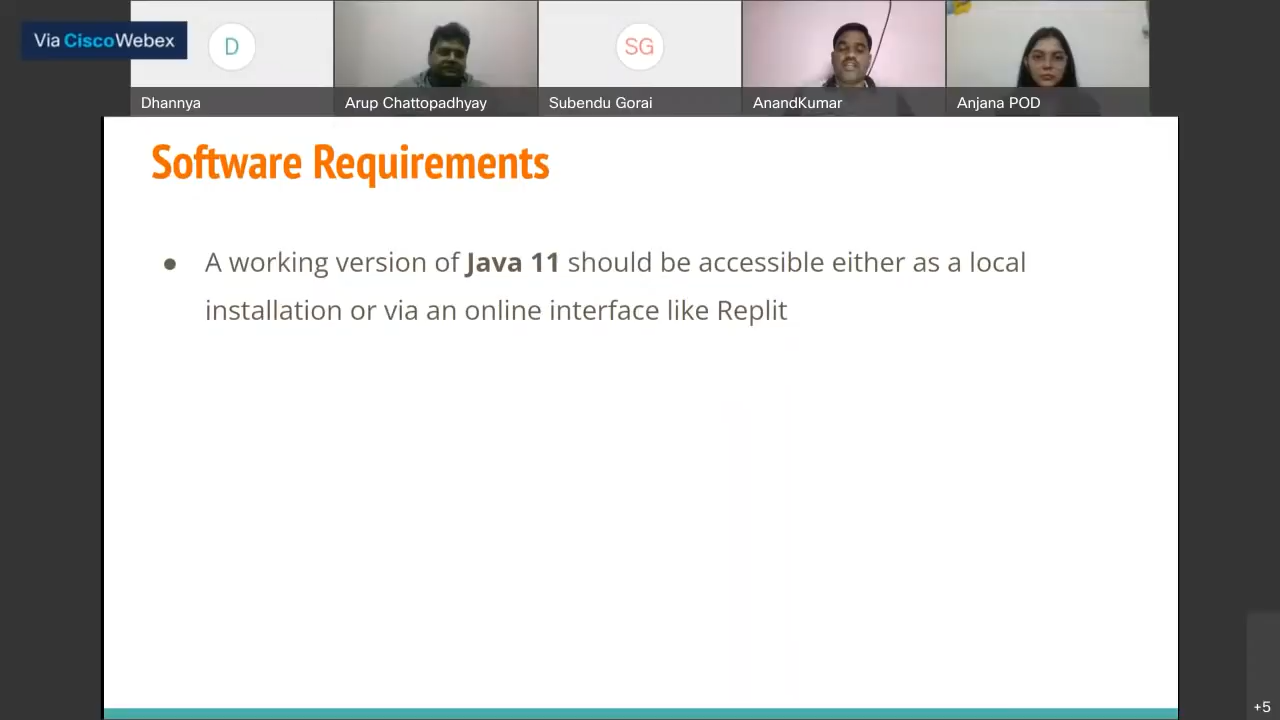 Via Cisco Webex
D
SG
Dhannya
Arup Chattopadhyay
Subendu Gorai
AnandKumar
Anjana POD
Software Requirements
● A working version of Java 11 should be accessible either as a local
installation or via an online interface like Replit
+5